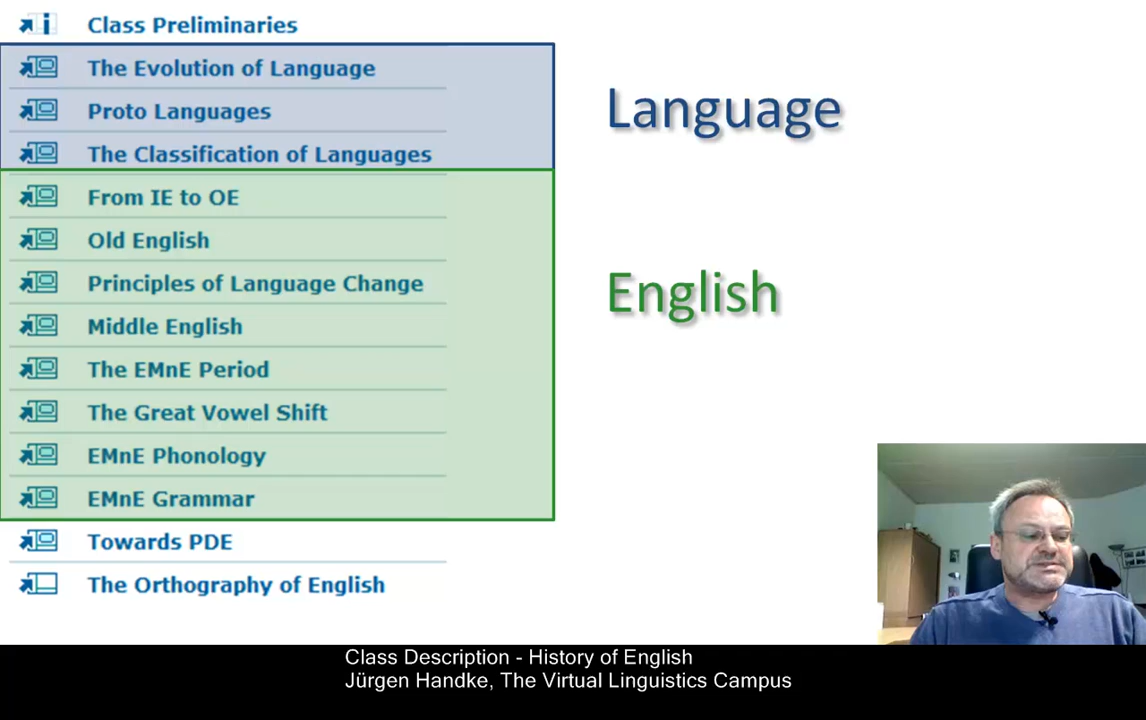 Class Preliminaries
The Evolution of Language
Proto Languages
The Classification of Languages
From IE to OE
Old English
Principles of Language Change
Middle English
The EMnE Period
The Great Vowel Shift
EMnE Phonology
EMnE Grammar
Towards PDE
The Orthography of English
Language
English
Class Description - History of English
Jürgen Handke, The Virtual Linguistics Campus